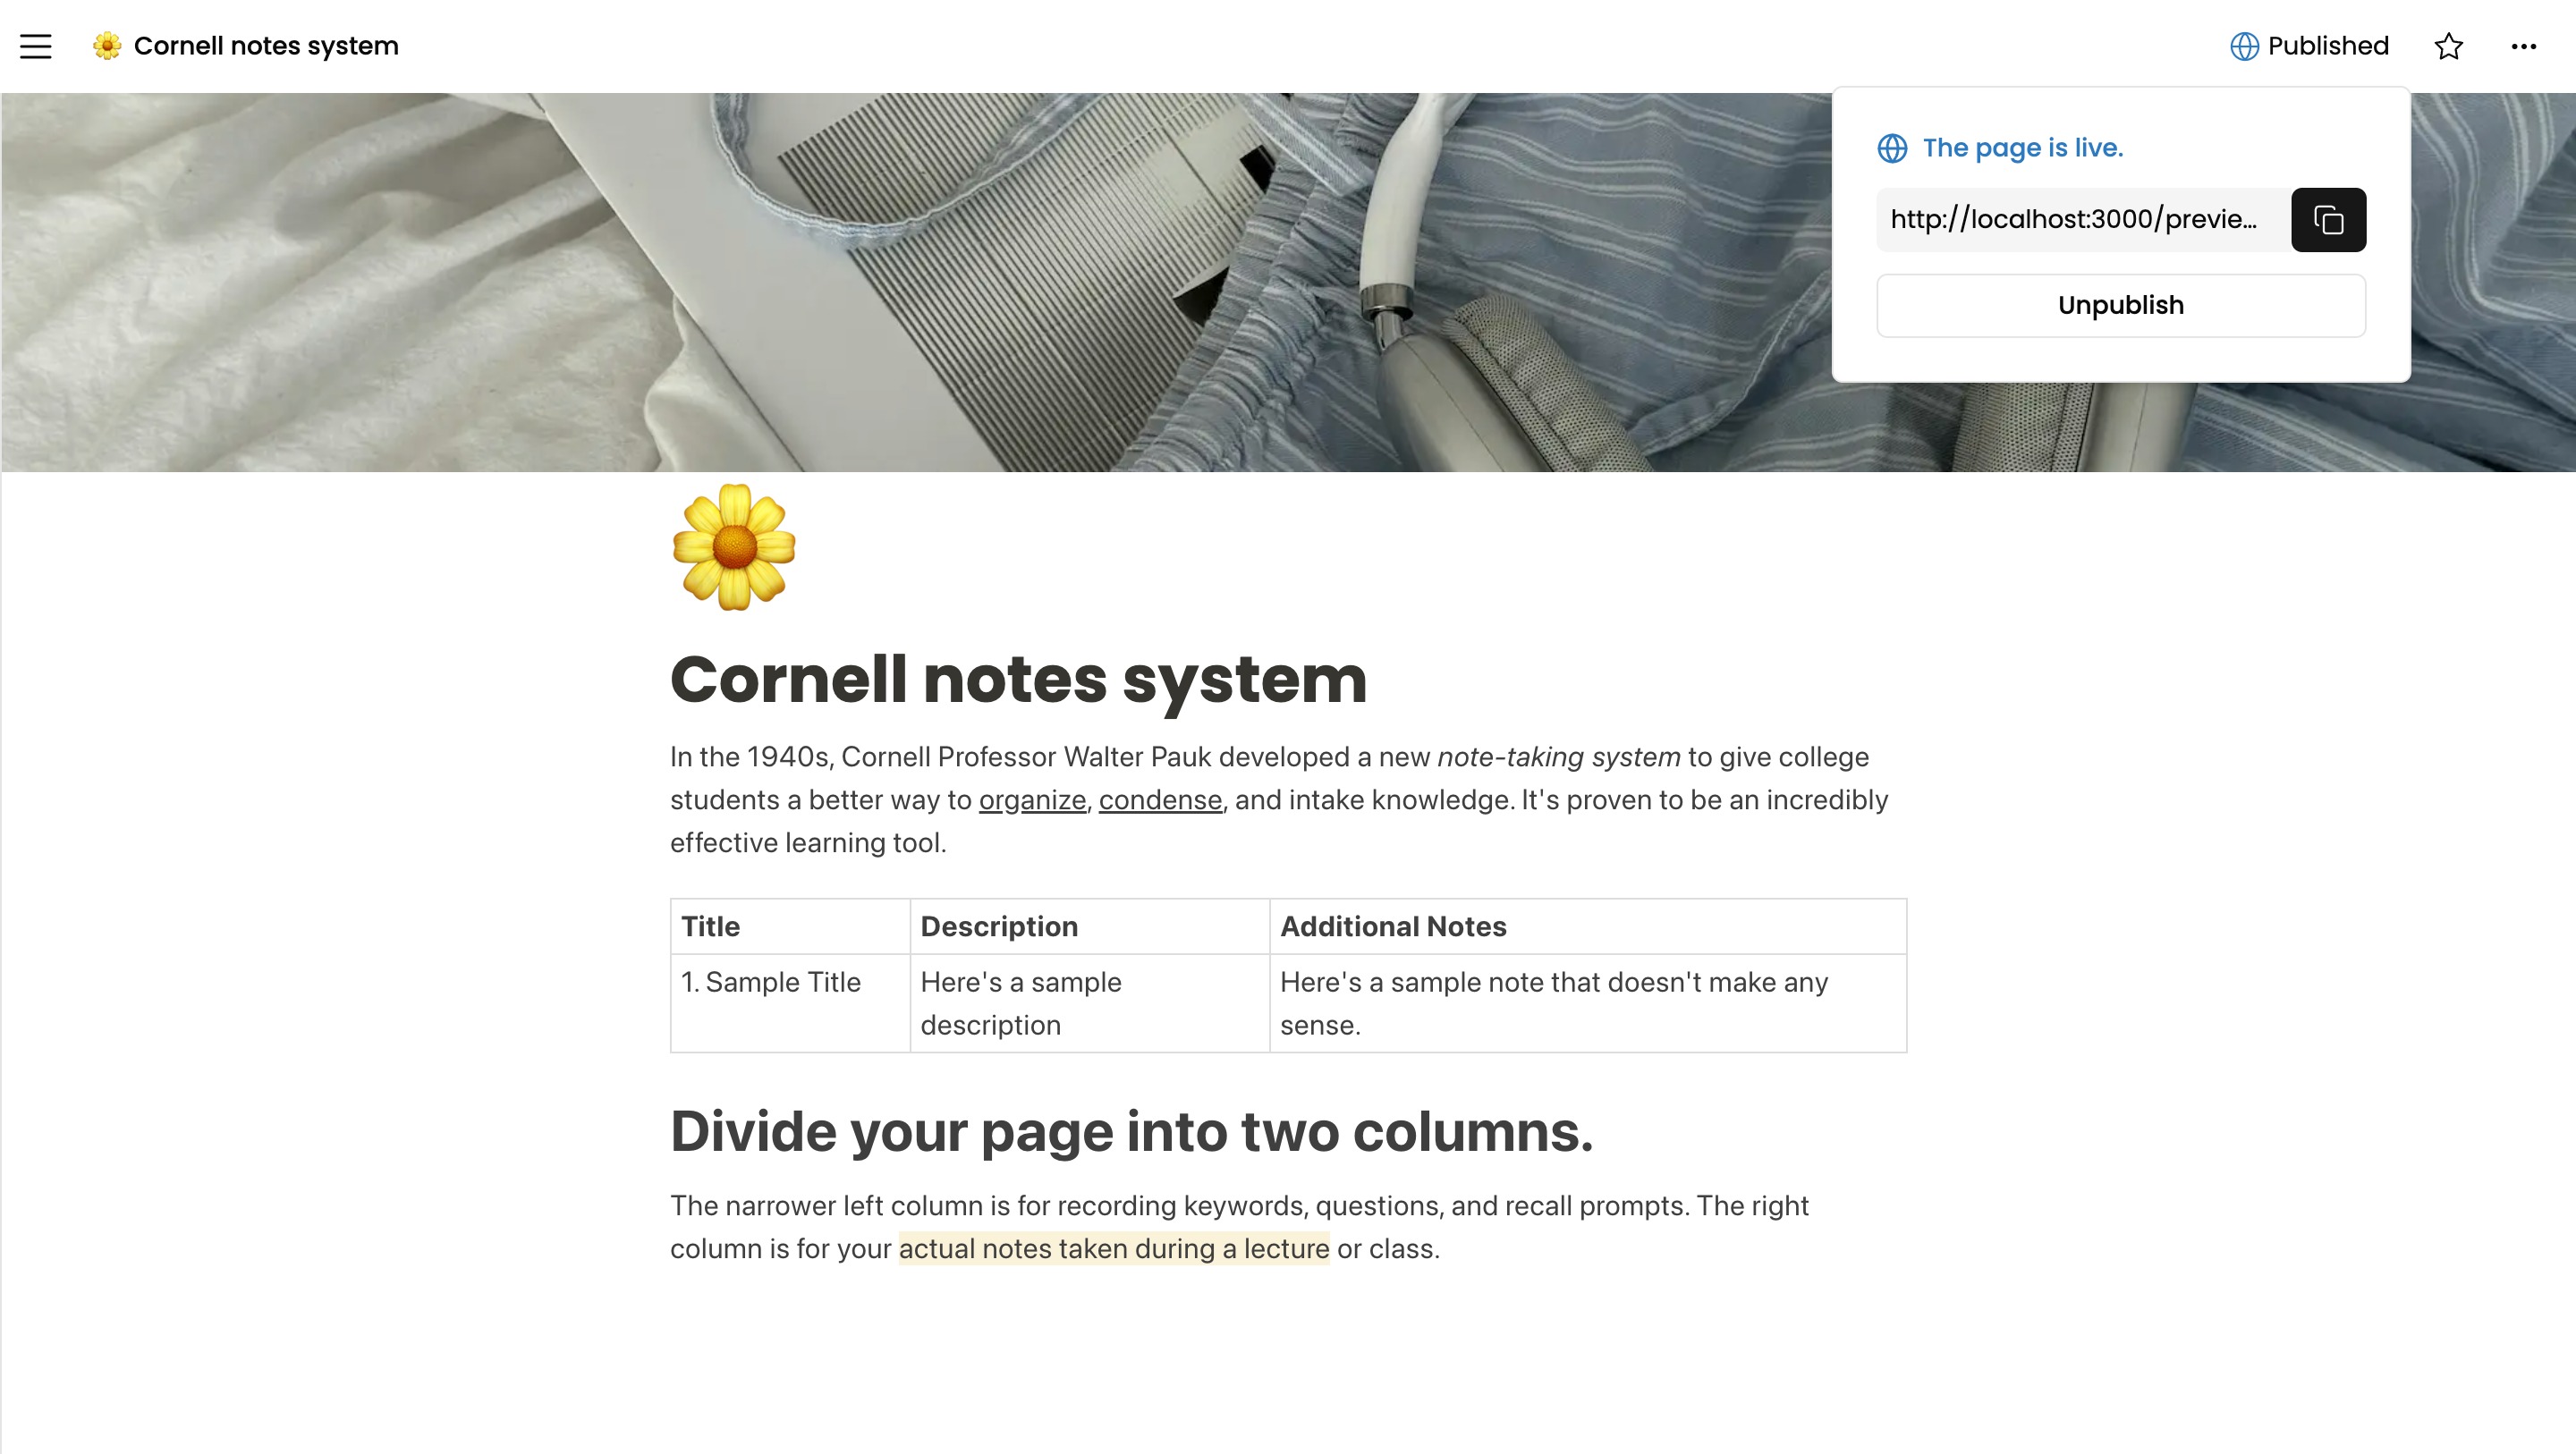 Cornell notes system
Published
The page is live.
http://localhost:3000/previe...
Unpublish
Cornell notes system
In the 1940s, Cornell Professor Walter Pauk developed a new note-taking system to give college
students a better way to organize, condense, and intake knowledge. It's proven to be an incredibly
effective learning tool.
Title Description Additional Notes
1. Sample Title Here's a sample Here's a sample note that doesn't make any
description sense.
Divide your page into two columns.
The narrower left column is for recording keywords, questions, and recall prompts. The right
column is for your actual notes taken during a lecture or class.